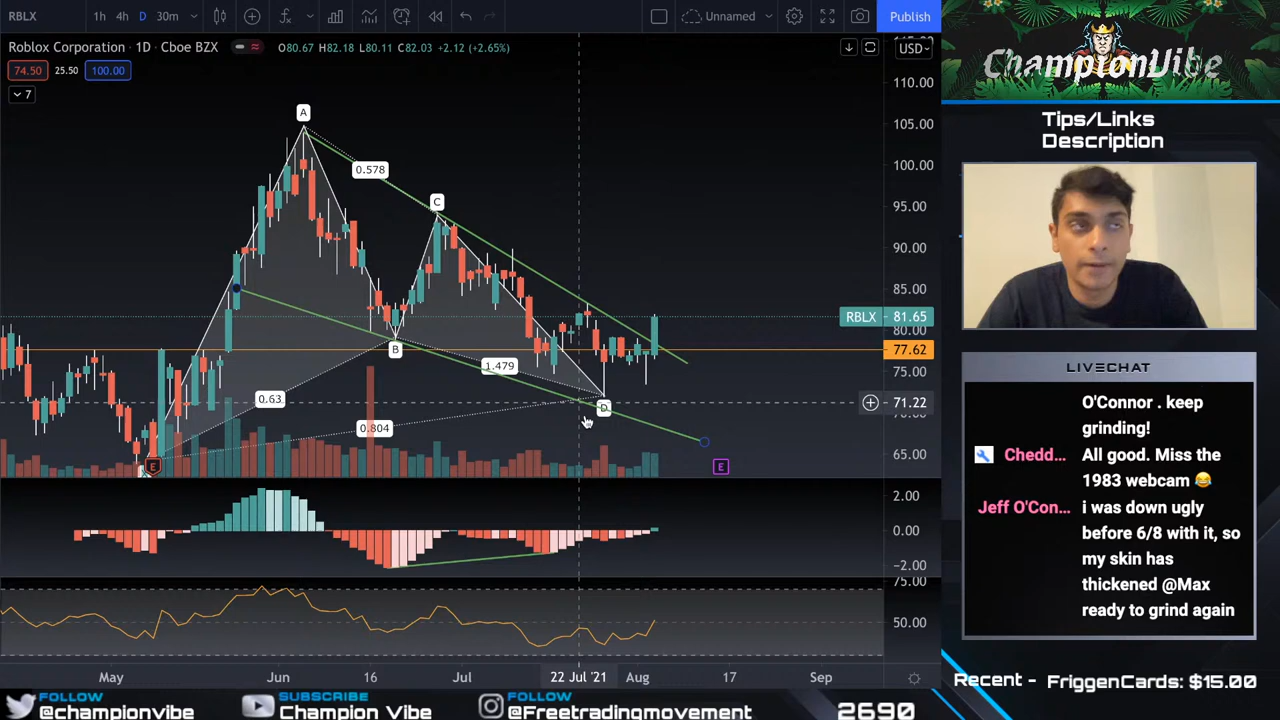 RBLX 1h 4h D 30m Unnamed Publish
Roblox Corporation · 1D · Cboe BZX O80.67 H82.18 L80.11 C82.03 +2.12 (+2.65%) USD
74.50 25.50 100.00
7
110.00
105.00
100.00
95.00
90.00
85.00
RBLX 81.65
80.00
77.62
75.00
71.22
65.00
A
0.578
C
B
1.479
0.63
D
0.804
E
E
2.00
0.00
-2.00
75.00
50.00
May Jun 16 Jul 22 Jul '21 Aug 17 Sep
ChampionVibe
Tips/Links
Description
LIVECHAT
O'Connor . keep
grinding!
Chedd... All good. Miss the
1983 webcam 😂
Jeff O'Con... i was down ugly
before 6/8 with it, so
my skin has
thickened @Max
ready to grind again
Recent - FriggenCards: $15.00
FOLLOW
@championvibe
SUBSCRIBE
Champion Vibe
FOLLOW
@Freetradingmovement
2690